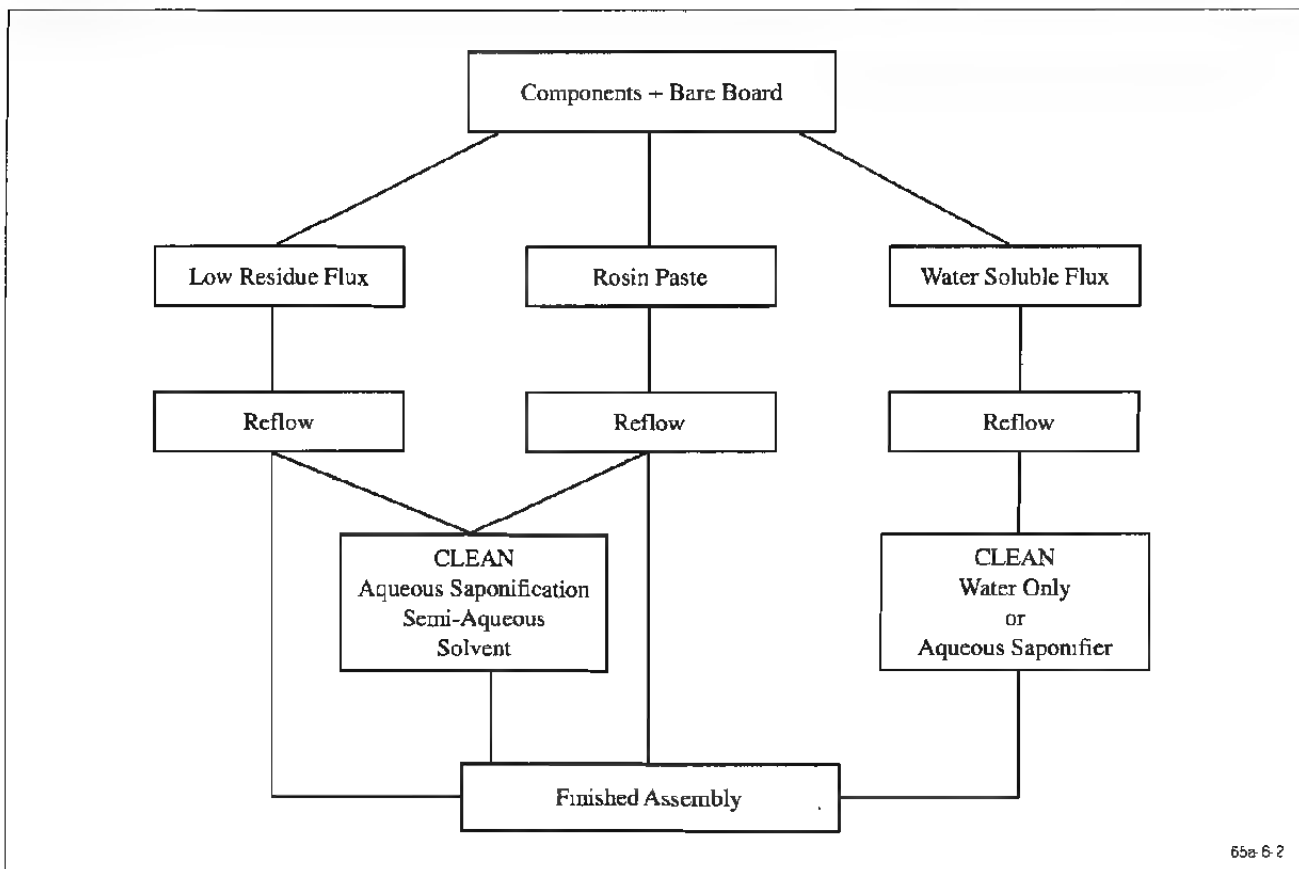 Components + Bare Board
Low Residue Flux
Rosin Paste
Water Soluble Flux
Reflow
Reflow
Reflow
CLEAN
Aqueous Saponification
Semi-Aqueous
Solvent
CLEAN
Water Only
or
Aqueous Saponifier
Finished Assembly
65a-6-2